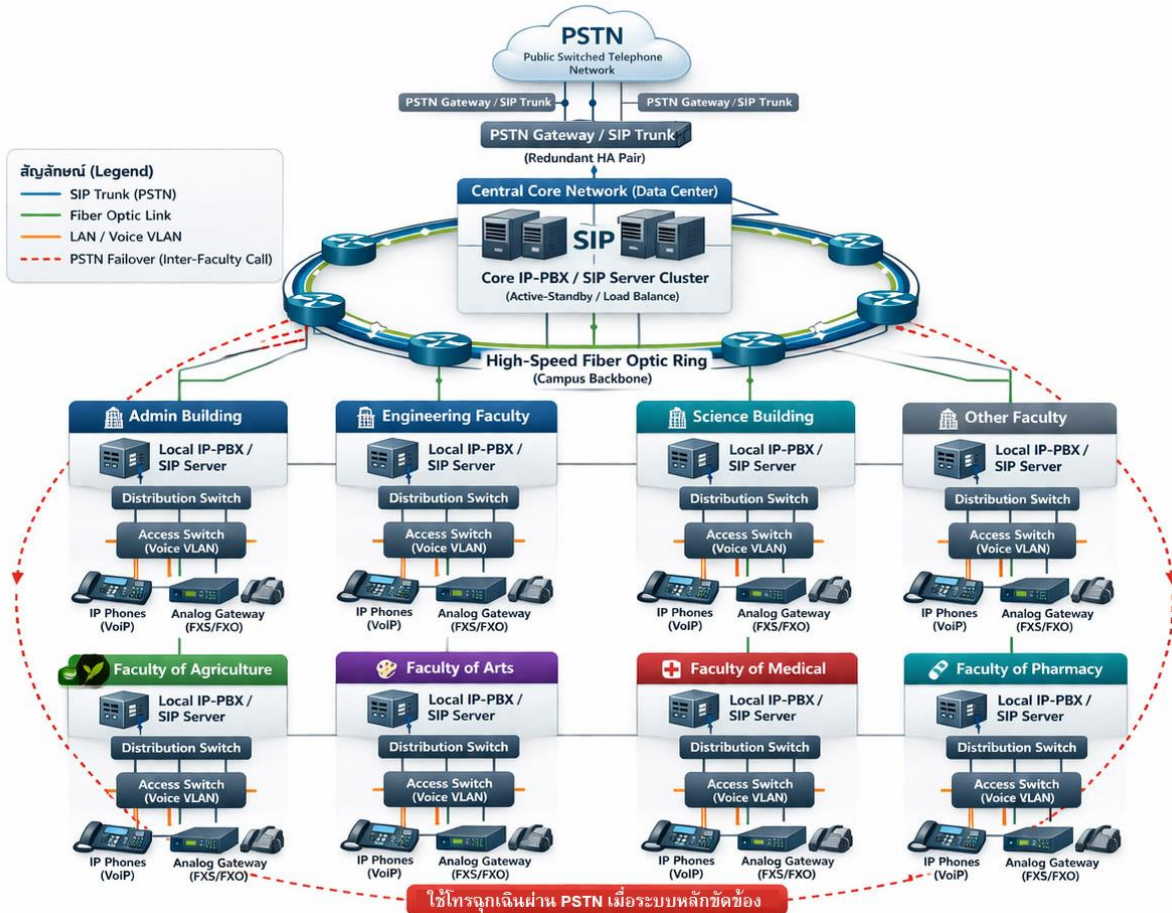 PSTN
Public Switched Telephone
Network
PSTN Gateway / SIP Trunk
PSTN Gateway / SIP Trunk
PSTN Gateway / SIP Trunk
(Redundant HA Pair)
สัญลักษณ์ (Legend)
SIP Trunk (PSTN)
Fiber Optic Link
LAN / Voice VLAN
PSTN Failover (Inter-Faculty Call)
Central Core Network (Data Center)
SIP
Core IP-PBX / SIP Server Cluster
(Active-Standby / Load Balance)
High-Speed Fiber Optic Ring
(Campus Backbone)
Admin Building
Local IP-PBX /
SIP Server
Distribution Switch
Access Switch
(Voice VLAN)
IP Phones
(VoiP)
Analog Gateway
(FXS/FXO)
Engineering Faculty
Local IP-PBX /
SIP Server
Distribution Switch
Access Switch
(Voice VLAN)
IP Phones
(VoiP)
Analog Gateway
(FXS/FXO)
Science Building
Local IP-PBX /
SIP Server
Distribution Switch
Access Switch
(Voice VLAN)
IP Phones
(VoiP)
Analog Gateway
(FXS/FXO)
Other Faculty
Local IP-PBX /
SIP Server
Distribution Switch
Access Switch
(Voice VLAN)
IP Phones
(VoiP)
Analog Gateway
(FXS/FXO)
Faculty of Agriculture
Local IP-PBX /
SIP Server
Distribution Switch
Access Switch
(Voice VLAN)
IP Phones
(VoiP)
Analog Gateway
(FXS/FXO)
Faculty of Arts
Local IP-PBX /
SIP Server
Distribution Switch
Access Switch
(Voice VLAN)
IP Phones
(VoiP)
Analog Gateway
(FXS/FXO)
Faculty of Medical
Local IP-PBX /
SIP Server
Distribution Switch
Access Switch
(Voice VLAN)
IP Phones
(VoiP)
Analog Gateway
(FXS/FXO)
Faculty of Pharmacy
Local IP-PBX /
SIP Server
Distribution Switch
Access Switch
(Voice VLAN)
IP Phones
(VoiP)
Analog Gateway
(FXS/FXO)
ใช้โทรฉุกเฉินผ่าน PSTN เมื่อระบบหลักขัดข้อง